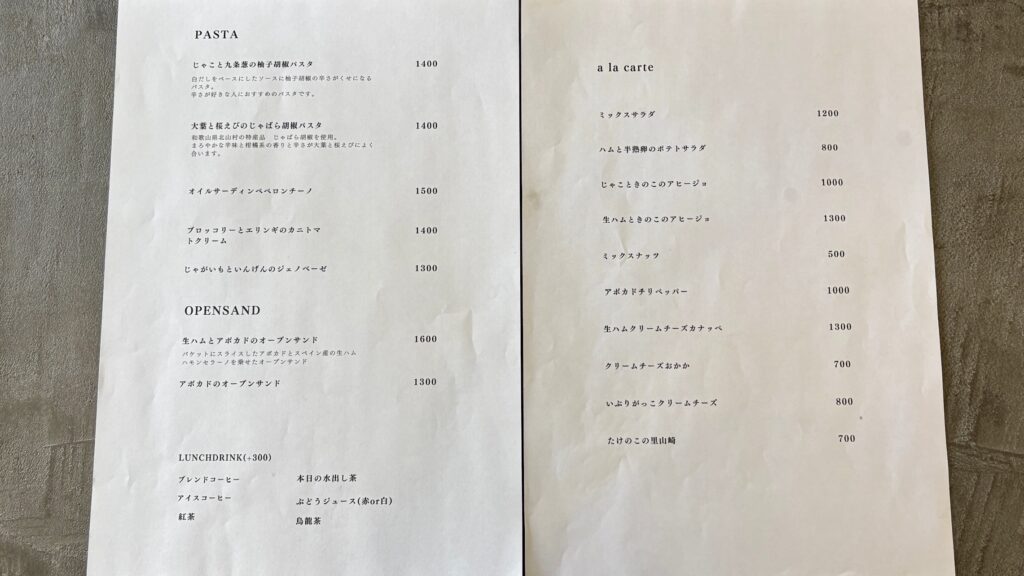 PASTA
じゃこと九条葱の柚子胡椒パスタ 1400
白だしをベースにしたソースに柚子胡椒の辛さがくせになる
パスタ。
辛さが好きな人におすすめのパスタです。
大葉と桜えびのじゃばら胡椒パスタ 1400
和歌山県北山村の特産品 じゃばら胡椒を使用。
まろやかな辛味と柑橘系の香りと辛さが大葉と桜えびによく
合います。
オイルサーディンペペロンチーノ 1500
ブロッコリーとエリンギのカニトマ
トクリーム 1400
じゃがいもといんげんのジェノベーゼ 1300
OPENSAND
生ハムとアボカドのオープンサンド 1600
バケットにスライスしたアボカドとスペイン産の生ハム
ハモンセラーノを乗せたオープンサンド
アボカドのオープンサンド 1300
LUNCHDRINK(+300)
ブレンドコーヒー 本日の水出し茶
アイスコーヒー ぶどうジュース(赤or白)
紅茶 烏龍茶
a la carte
ミックスサラダ 1200
ハムと半熟卵のポテトサラダ 800
じゃこときのこのアヒージョ 1000
生ハムときのこのアヒージョ 1300
ミックスナッツ 500
アボカドチリペッパー 1000
生ハムクリームチーズカナッペ 1300
クリームチーズおかか 700
いぶりがっこクリームチーズ 800
たけのこの里山崎 700